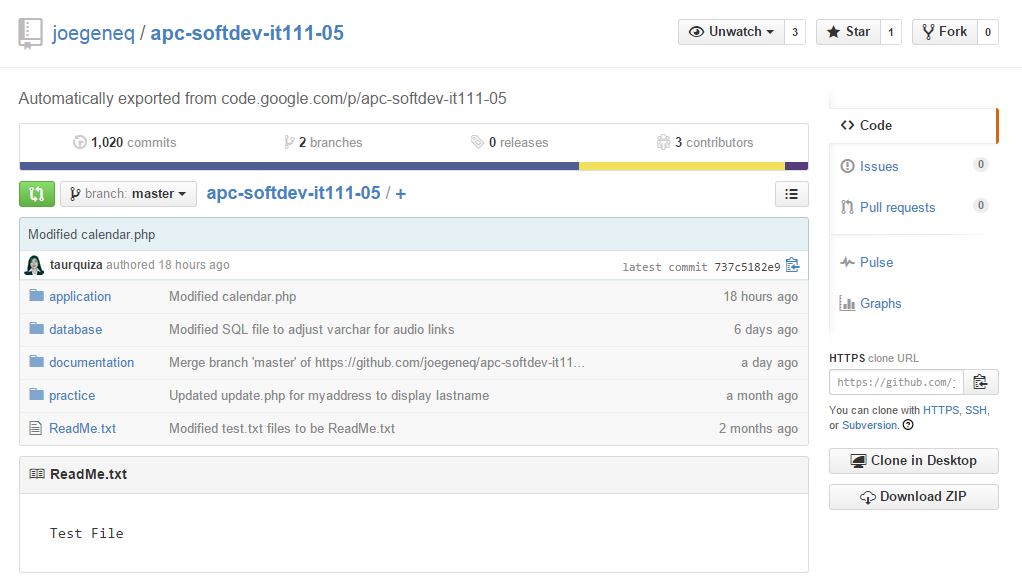 joegeneq / apc-softdev-it111-05
Unwatch 3 Star 1 Fork 0
Automatically exported from code.google.com/p/apc-softdev-it111-05
1,020 commits 2 branches 0 releases 3 contributors
branch: master apc-softdev-it111-05 / +
Modified calendar.php
taurquiza authored 18 hours ago latest commit 737c5182e9
application Modified calendar.php 18 hours ago
database Modified SQL file to adjust varchar for audio links 6 days ago
documentation Merge branch 'master' of https://github.com/joegeneq/apc-softdev-it11... a day ago
practice Updated update.php for myaddress to display lastname a month ago
ReadMe.txt Modified test.txt files to be ReadMe.txt 2 months ago
ReadMe.txt
Test File
Code
Issues 0
Pull requests 0
Pulse
Graphs
HTTPS clone URL
https://github.com/
You can clone with HTTPS, SSH,
or Subversion.
Clone in Desktop
Download ZIP